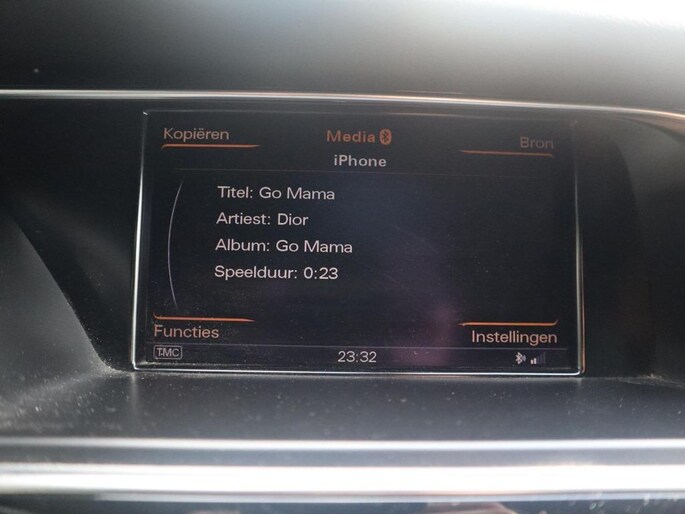 Kopiëren
Media
Bron
iPhone
Titel: Go Mama
Artiest: Dior
Album: Go Mama
Speelduur: 0:23
Functies
Instellingen
TMC
23:32